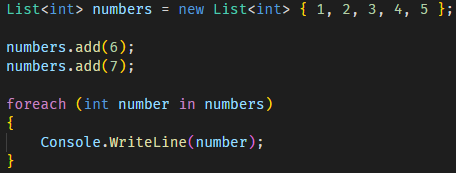 List<int> numbers = new List<int> { 1, 2, 3, 4, 5 };
numbers.add(6);
numbers.add(7);
foreach (int number in numbers)
{
    Console.WriteLine(number);
}